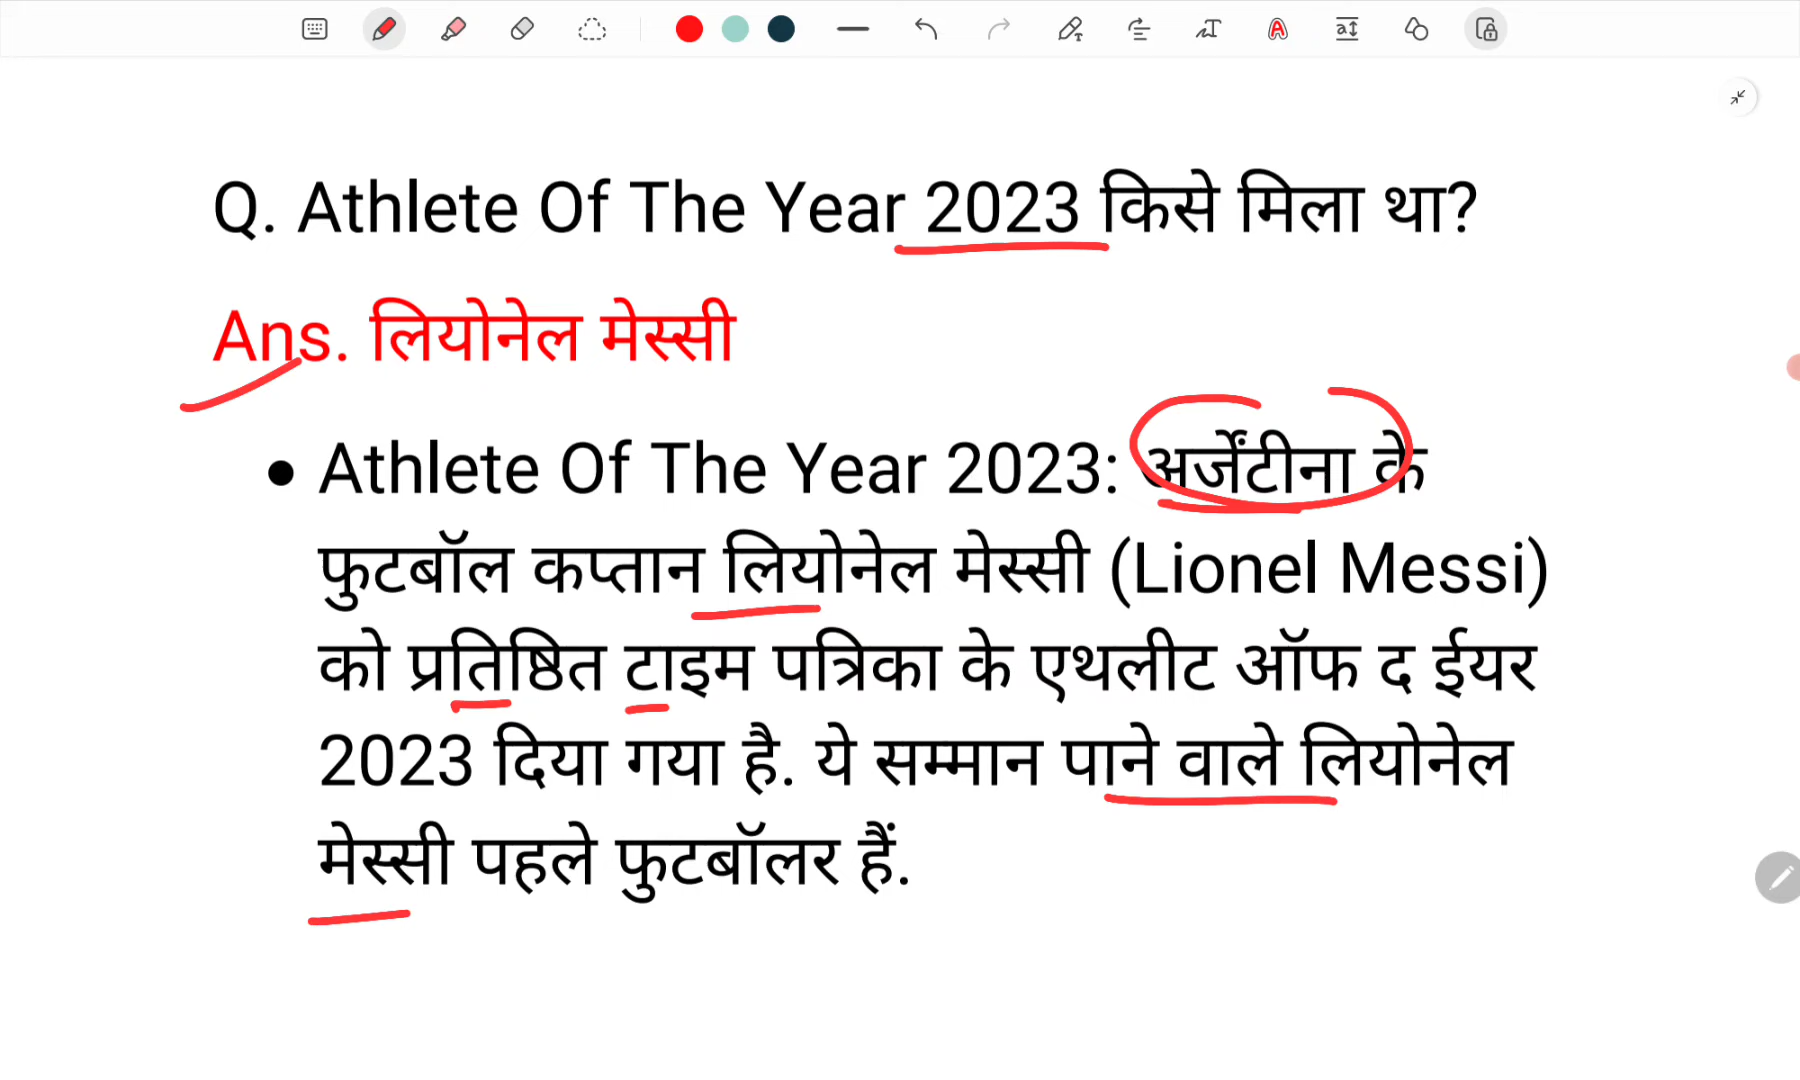 Q. Athlete Of The Year 2023 किसे मिला था?
Ans. लियोनेल मेस्सी
• Athlete Of The Year 2023: अर्जेंटीना के
फुटबॉल कप्तान लियोनेल मेस्सी (Lionel Messi)
को प्रतिष्ठित टाइम पत्रिका के एथलीट ऑफ द ईयर
2023 दिया गया है. ये सम्मान पाने वाले लियोनेल
मेस्सी पहले फुटबॉलर हैं.